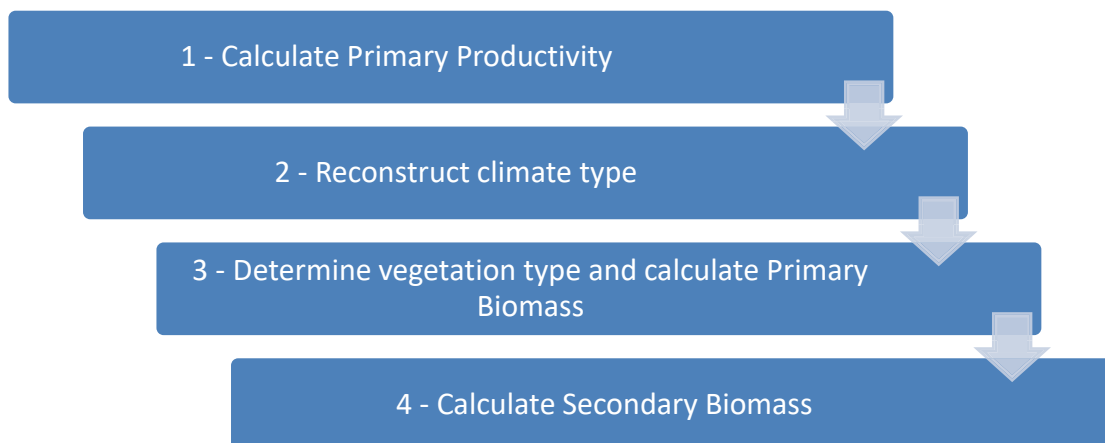 1 - Calculate Primary Productivity
2 - Reconstruct climate type
3 - Determine vegetation type and calculate Primary
Biomass
4 - Calculate Secondary Biomass